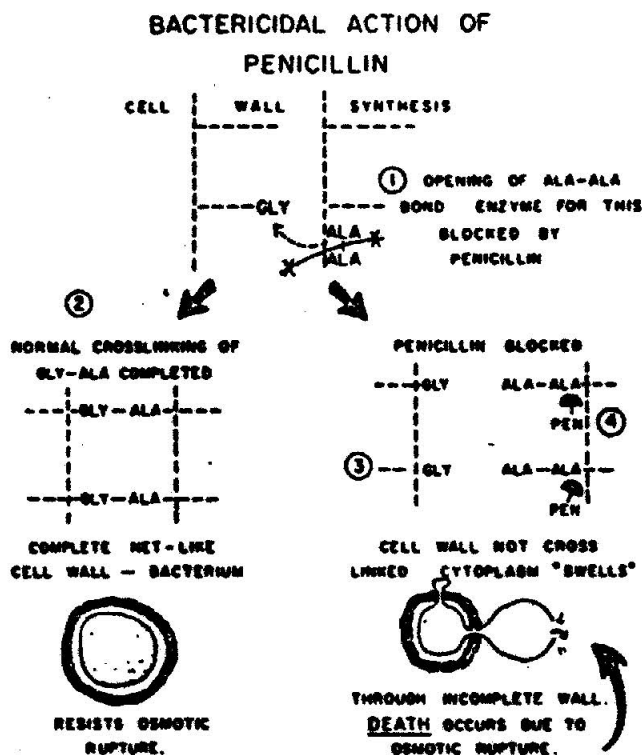 BACTERICIDAL ACTION OF
PENICILLIN
CELL WALL SYNTHESIS
① OPENING OF ALA-ALA
GLY
BOND ENZYME FOR THIS
ALA
BLOCKED BY
ALA
PENICILLIN
②
NORMAL CROSSLINKING OF
GLY-ALA COMPLETED
GLY-ALA
GLY-ALA
COMPLETE NET-LIKE
CELL WALL - BACTERIUM
RESISTS OSMOTIC
RUPTURE.
PENICILLIN BLOCKED
GLY ALA-ALA
PEN ④
③ GLY ALA-ALA
PEN
CELL WALL NOT CROSS
LINKED CYTOPLASM "SWELLS"
THROUGH INCOMPLETE WALL.
DEATH OCCURS DUE TO
OSMOTIC RUPTURE.